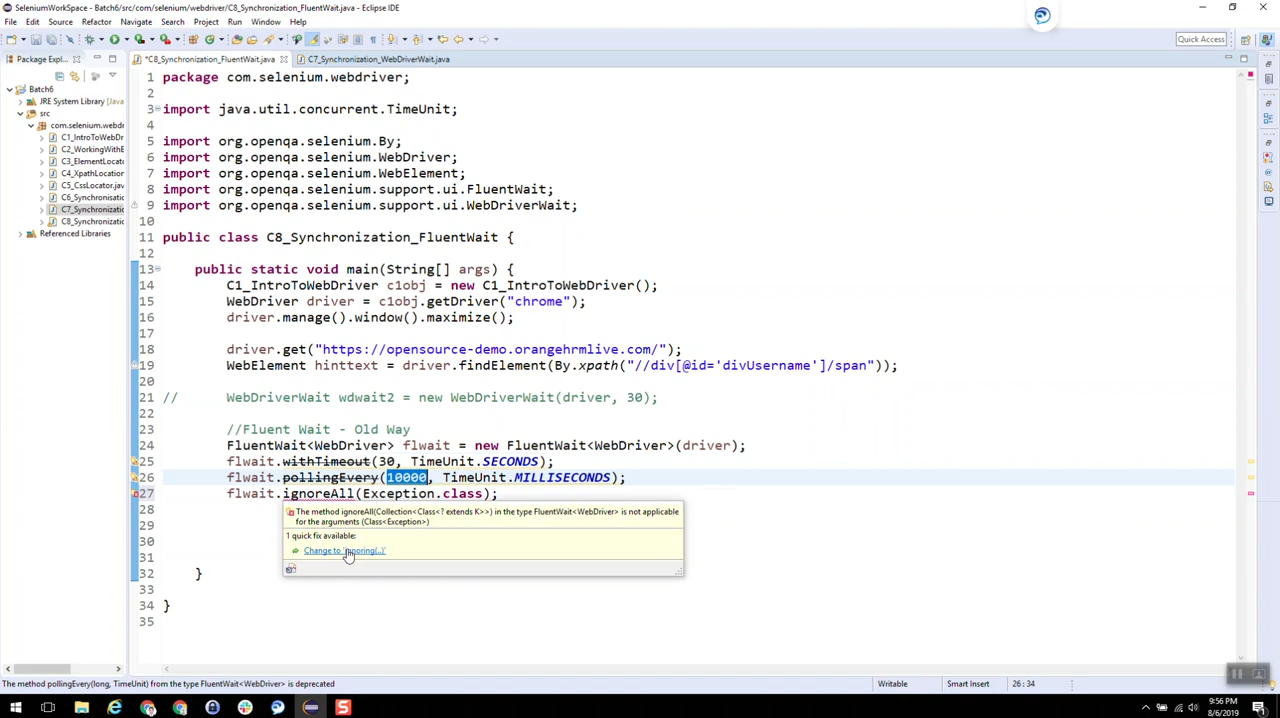 SeleniumWorkSpace - Batch6/src/com/selenium/webdriver/C8_Synchronization_FluentWait.java - Eclipse IDE
File Edit Source Refactor Navigate Search Project Run Window Help
Quick Access
Package Expl...
*C8_Synchronization_FluentWait.java
C7_Synchronization_WebDriverWait.java
Batch6
JRE System Library [Java
src
com.selenium.webdr
C1_IntroToWebDr
C2_WorkingWithE
C3_ElementLocat
C4_XpathLocation
C5_CssLocator.jav
C6_Synchronisatio
C7_Synchronizatic
C8_Synchronizatic
Referenced Libraries
1 package com.selenium.webdriver;
2
3 import java.util.concurrent.TimeUnit;
4
5 import org.openqa.selenium.By;
6 import org.openqa.selenium.WebDriver;
7 import org.openqa.selenium.WebElement;
8 import org.openqa.selenium.support.ui.FluentWait;
9 import org.openqa.selenium.support.ui.WebDriverWait;
10
11 public class C8_Synchronization_FluentWait {
12
13 public static void main(String[] args) {
14 C1_IntroToWebDriver c1obj = new C1_IntroToWebDriver();
15 WebDriver driver = c1obj.getDriver("chrome");
16 driver.manage().window().maximize();
17
18 driver.get("https://opensource-demo.orangehrmlive.com/");
19 WebElement hinttext = driver.findElement(By.xpath("//div[@id='divUsername']/span"));
20
21 // WebDriverWait wdwait2 = new WebDriverWait(driver, 30);
22
23 //Fluent Wait - Old Way
24 FluentWait<WebDriver> flwait = new FluentWait<WebDriver>(driver);
25 flwait.withTimeout(30, TimeUnit.SECONDS);
26 flwait.pollingEvery(10000, TimeUnit.MILLISECONDS);
27 flwait.ignoreAll(Exception.class);
28
The method ignoreAll(Collection<Class<? extends K>>) in the type FluentWait<WebDriver> is not applicable
for the arguments (Class<Exception>)
29
1 quick fix available:
30
Change to 'ignoring(..)'
31
32 }
33
34 }
35
The method pollingEvery(long, TimeUnit) from the type FluentWait<WebDriver> is deprecated
Writable
Smart Insert
26 : 34
9:56 PM
8/6/2019